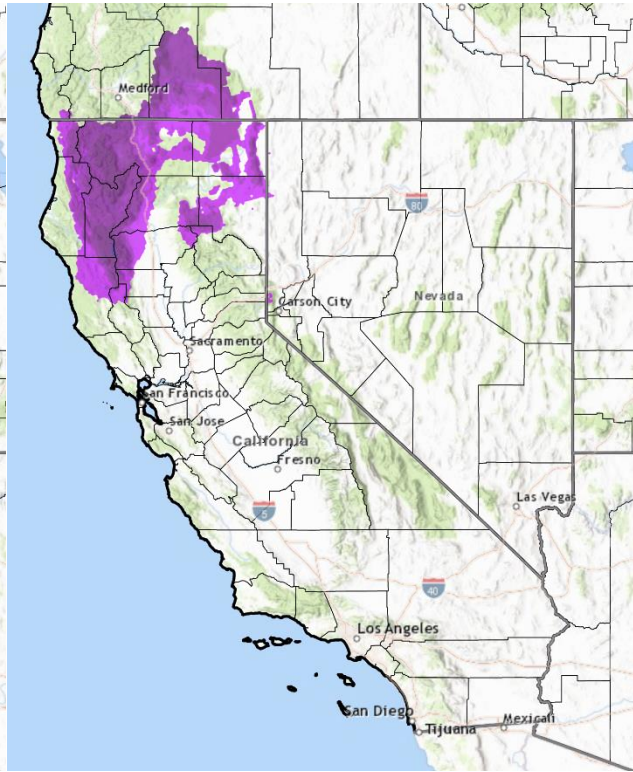 Medford
80
Carson City
Nevada
Sacramento
San Francisco
San Jose
California
Fresno
Las Vegas
5
40
Los Angeles
San Diego
Tijuana
Mexicali